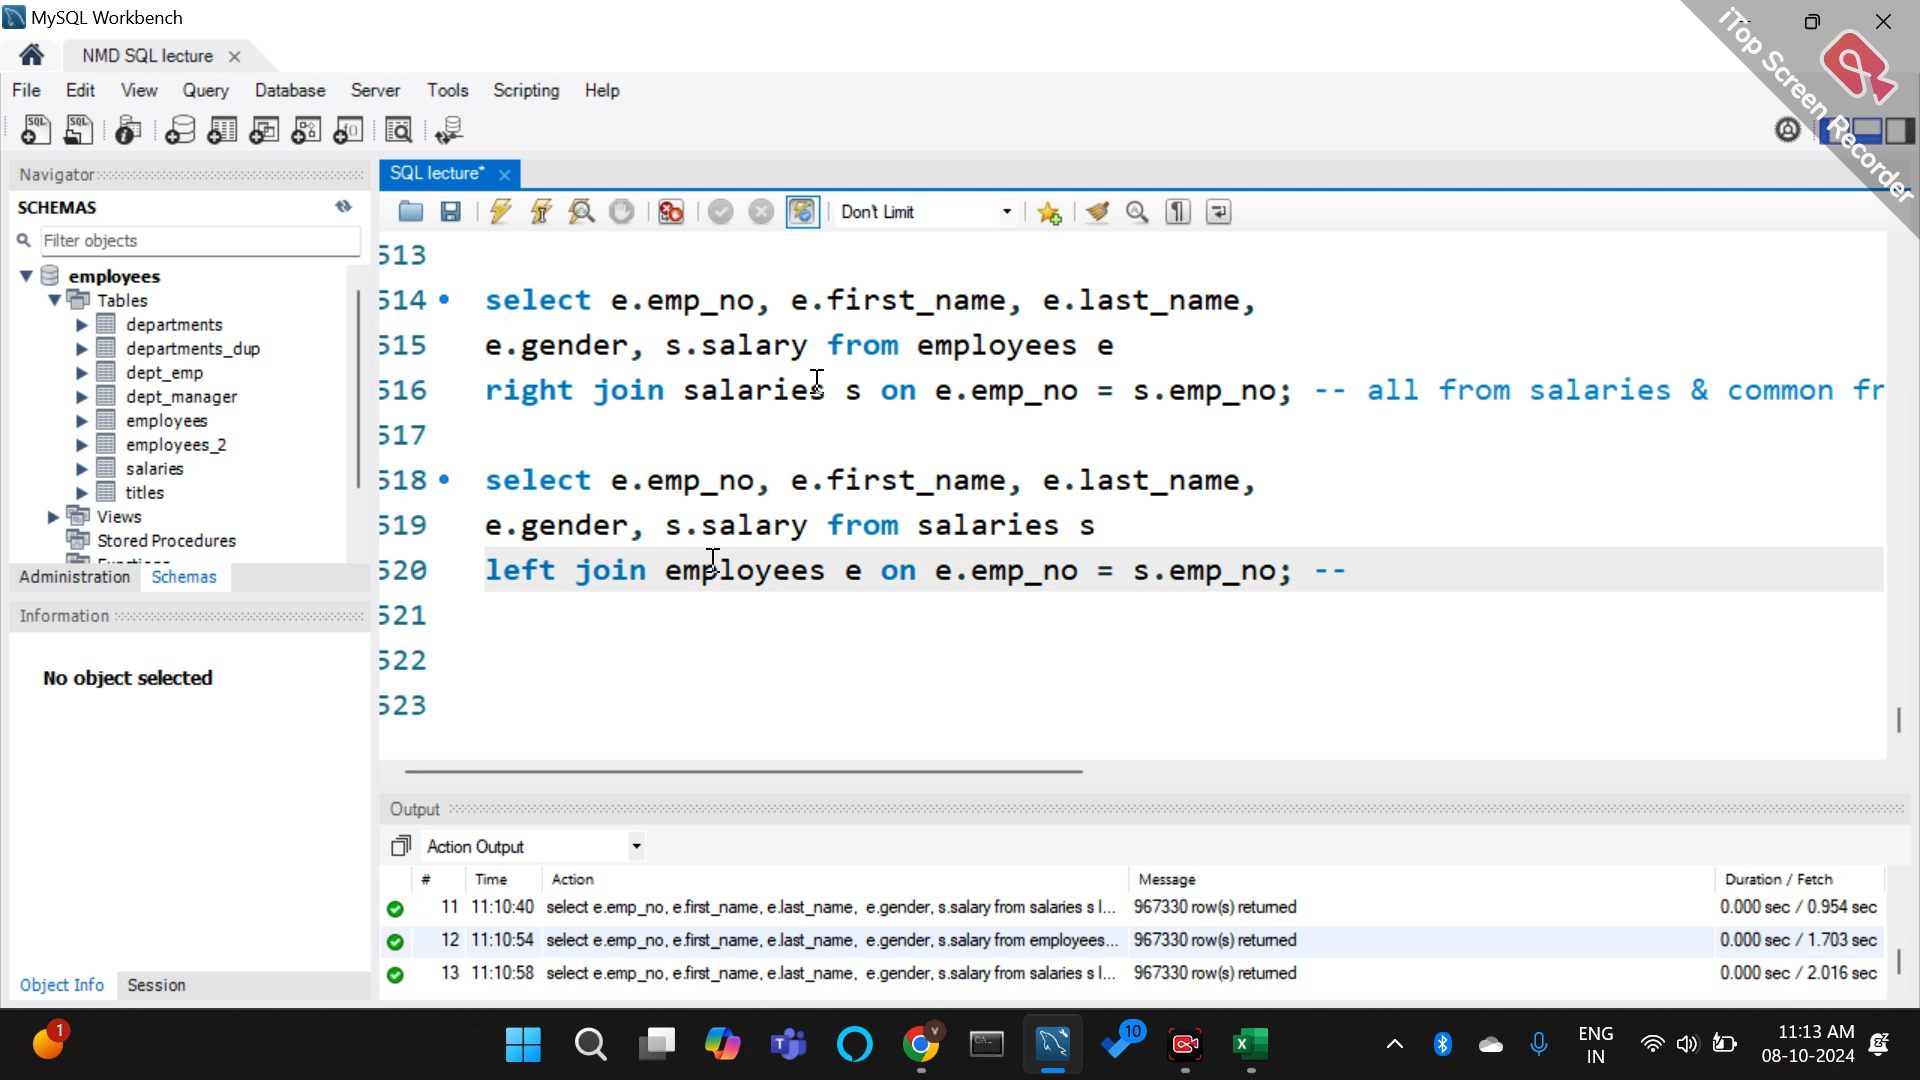 MySQL Workbench
NMD SQL lecture
File Edit View Query Database Server Tools Scripting Help
iTop Screen Recorder
Navigator
SCHEMAS
Filter objects
employees
Tables
departments
departments_dup
dept_emp
dept_manager
employees
employees_2
salaries
titles
Views
Stored Procedures
Administration Schemas
Information
No object selected
Object Info Session
SQL lecture*
Don't Limit
513
514 select e.emp_no, e.first_name, e.last_name,
515 e.gender, s.salary from employees e
516 right join salaries s on e.emp_no = s.emp_no; -- all from salaries & common fr
517
518 select e.emp_no, e.first_name, e.last_name,
519 e.gender, s.salary from salaries s
520 left join employees e on e.emp_no = s.emp_no; --
521
522
523
Output
Action Output
# Time Action Message Duration / Fetch
11 11:10:40 select e.emp_no, e.first_name, e.last_name, e.gender, s.salary from salaries s l... 967330 row(s) returned 0.000 sec / 0.954 sec
12 11:10:54 select e.emp_no, e.first_name, e.last_name, e.gender, s.salary from employees... 967330 row(s) returned 0.000 sec / 1.703 sec
13 11:10:58 select e.emp_no, e.first_name, e.last_name, e.gender, s.salary from salaries s l... 967330 row(s) returned 0.000 sec / 2.016 sec
1
10
ENG
IN
11:13 AM
08-10-2024